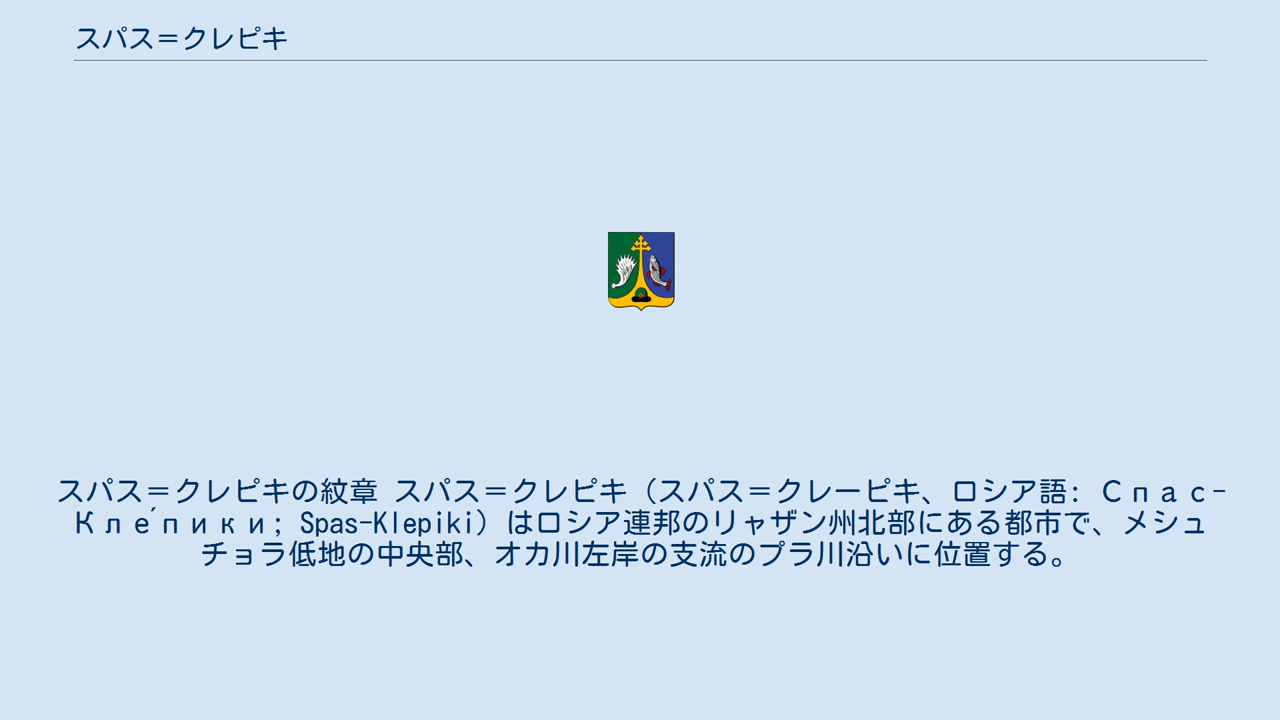 スパス＝クレピキ
スパス＝クレピキの紋章 スパス＝クレピキ（スパス＝クレーピキ、ロシア語: Спас-
Кле́пики; Spas-Klepiki）はロシア連邦のリャザン州北部にある都市で、メシュ
チョラ低地の中央部、オカ川左岸の支流のプラ川沿いに位置する。